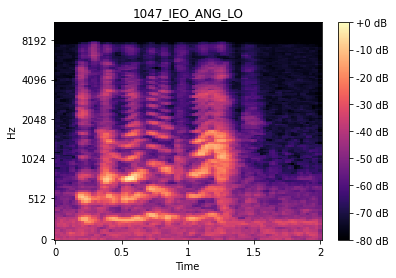 1047_IEO_ANG_LO
+0 dB
8192
-10 dB
4096
-20 dB
-30 dB
2048
Hz
-40 dB
1024
-50 dB
512
-60 dB
-70 dB
0
-80 dB
0 0.5 1 1.5 2
Time